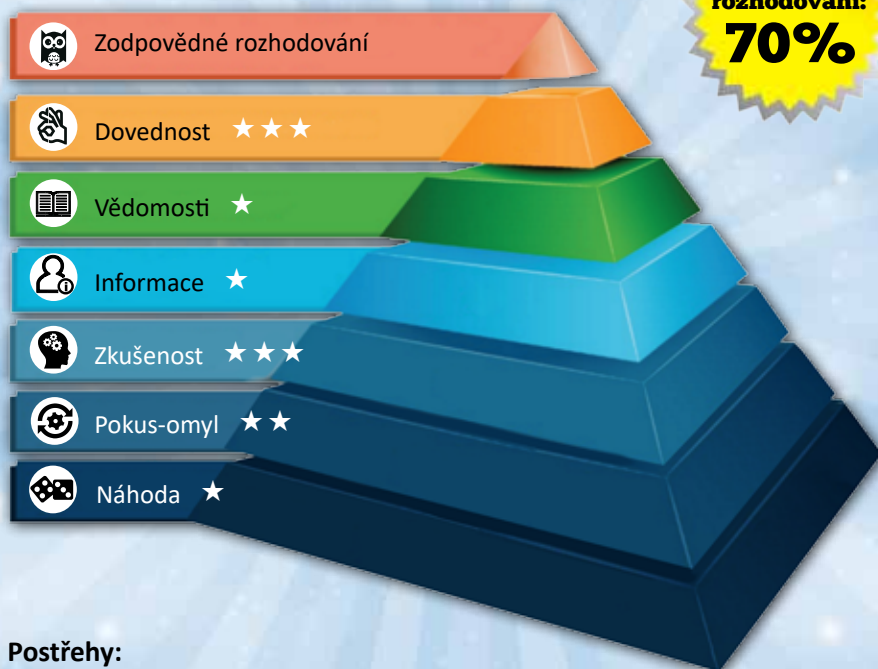 rozhodování:
70%
Zodpovědné rozhodování
Dovednost ★★★
Vědomosti ★
Informace ★
Zkušenost ★★★
Pokus-omyl ★★
Náhoda ★
Postřehy: